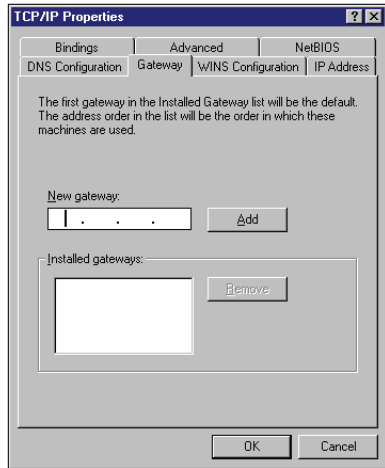 TCP/IP Properties
Bindings Advanced NetBIOS
DNS Configuration Gateway WINS Configuration IP Address
The first gateway in the Installed Gateway list will be the default.
The address order in the list will be the order in which these
machines are used.
New gateway:
. . .
Add
Installed gateways:
Remove
OK Cancel